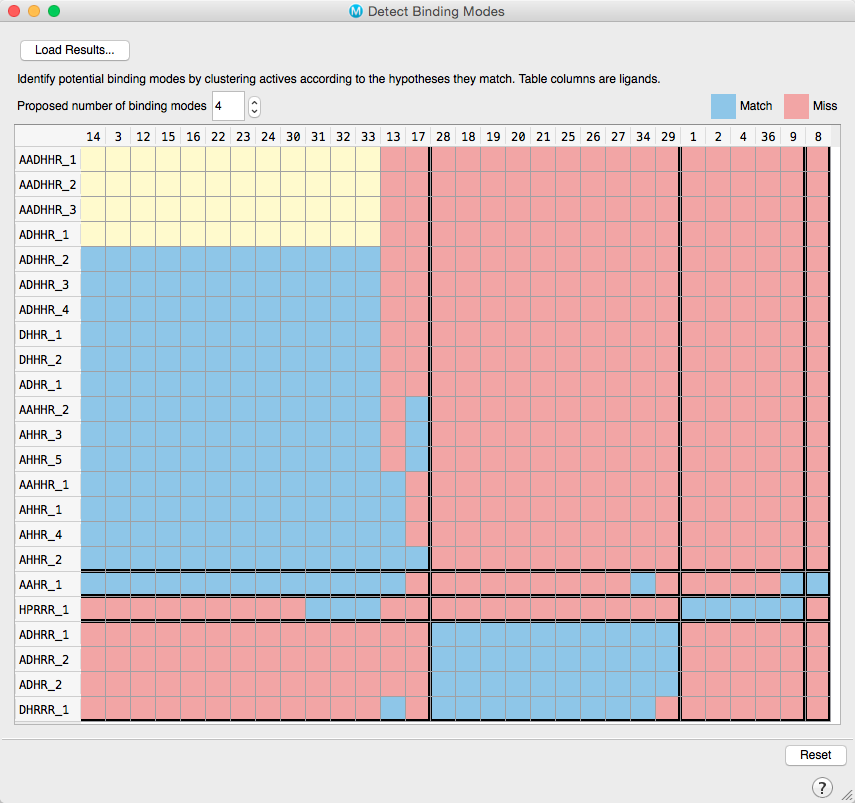 M Detect Binding Modes
Load Results...
Identify potential binding modes by clustering actives according to the hypotheses they match. Table columns are ligands.
Proposed number of binding modes 4 Match Miss
14 3 12 15 16 22 23 24 30 31 32 33 13 17 28 18 19 20 21 25 26 27 34 29 1 2 4 36 9 8
AADHHR_1
AADHHR_2
AADHHR_3
ADHHR_1
ADHHR_2
ADHHR_3
ADHHR_4
DHHR_1
DHHR_2
ADHR_1
AAHHR_2
AHHR_3
AHHR_5
AAHHR_1
AHHR_1
AHHR_4
AHHR_2
AAHR_1
HPRRR_1
ADHRR_1
ADHRR_2
ADHR_2
DHRRR_1
Reset
?